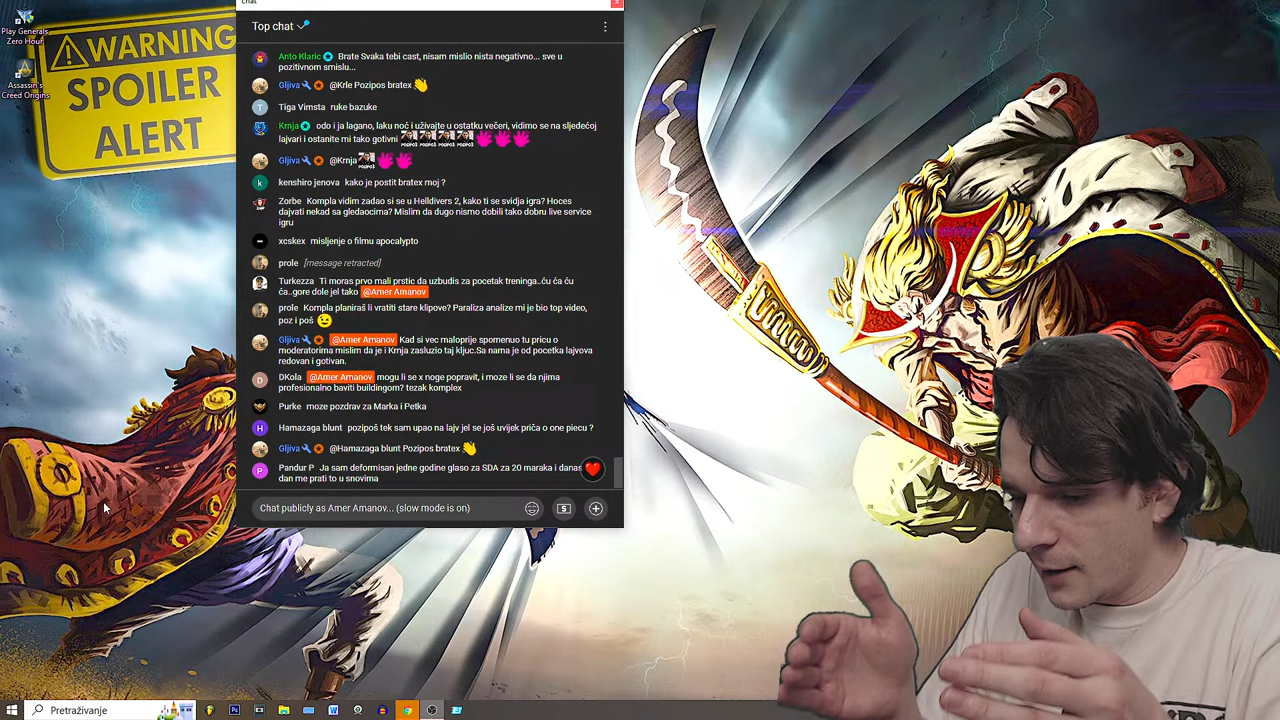 Play Generals
Zero Hour
Assassin's
Creed Origins
WARNING
SPOILER
ALERT
Chat
Top chat
Anto Klaric Brate Svaka tebi cast, nisam mislio nista negativno... sve u
pozitivnom smislu...
Gljiva @Krle Pozipos bratex
Tiga Vimsta ruke bazuke
Krnja odo i ja lagano, laku noć i uživajte u ostatku večeri, vidimo se na sljedećoj
lajvari i ostanite mi tako gotivni
Gljiva @Krnja
kenshiro jenova kako je postit bratex moj ?
Zorbe Kompla vidim zadao si se u Helldivers 2, kako ti se svidja igra? Hoces
dajvati nekad sa gledaocima? Mislim da dugo nismo dobili tako dobru live service
igru
xcskex misljenje o filmu apocalypto
prole [message retracted]
Turkezza Ti moras prvo mali prstic da uzbudis za pocetak treninga..ću ća ću
ća..gore dole jel tako @Amer Amanov
prole Kompla planiraš li vratiti stare klipove? Paraliza analize mi je bio top video,
poz i poš
Gljiva @Amer Amanov Kad si vec maloprije spomenuo tu pricu o
moderatorima mislim da je i Krnja zasluzio taj kljuc.Sa nama je od pocetka lajvova
redovan i gotivan.
DKola @Amer Amanov mogu li se x noge popravit, i moze li se da njima
profesionalno baviti buildingom? tezak komplex
Purke moze pozdrav za Marka i Petka
Hamazaga blunt pozipoš tek sam upao na lajv jel se još uvijek priča o one piecu ?
Gljiva @Hamazaga blunt Pozipos bratex
Pandur P Ja sam deformisan jedne godine glaso za SDA za 20 maraka i danas
dan me prati to u snovima
Chat publicly as Amer Amanov... (slow mode is on)
Pretraživanje